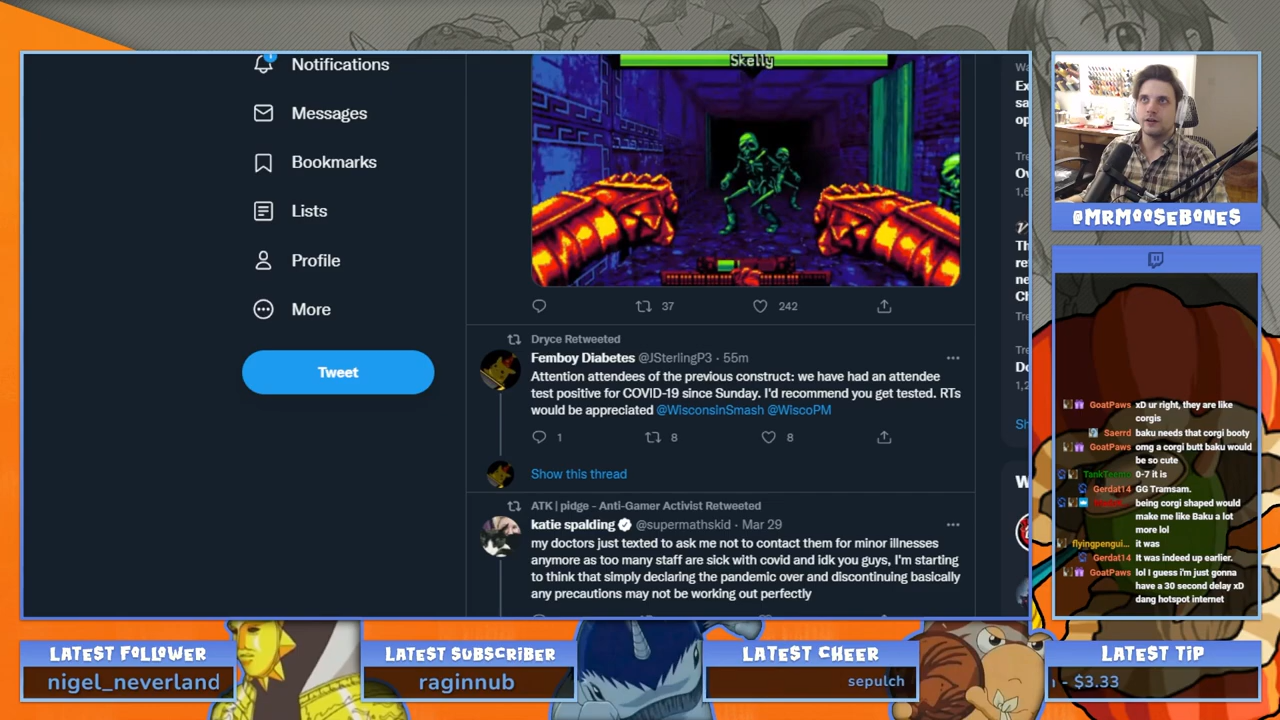 Notifications
Messages
Bookmarks
Lists
Profile
More
Tweet
Skelly
37
242
Dryce Retweeted
Femboy Diabetes @JSterlingP3 · 55m
Attention attendees of the previous construct: we have had an attendee
test positive for COVID-19 since Sunday. I'd recommend you get tested. RTs
would be appreciated @WisconsinSmash @WiscoPM
1
8
8
Show this thread
ATK | pidge - Anti-Gamer Activist Retweeted
katie spalding @supermathskid · Mar 29
my doctors just texted to ask me not to contact them for minor illnesses
anymore as too many staff are sick with covid and idk you guys, I'm starting
to think that simply declaring the pandemic over and discontinuing basically
any precautions may not be working out perfectly
@MRMOOSEBONES
GoatPaws xD ur right, they are like
corgis
Saerrd baku needs that corgi booty
GoatPaws omg a corgi butt baku would
be so cute
0-7 it is
Gerdat14 GG Tramsam.
being corgi shaped would
make me like Baku a lot
more lol
flyingpengui... it was
Gerdat14 It was indeed up earlier.
GoatPaws lol I guess i'm just gonna
have a 30 second delay xD
dang hotspot internet
LATEST FOLLOWER
nigel_neverland
LATEST SUBSCRIBER
raginnub
LATEST CHEER
sepulch
LATEST TIP
- $3.33